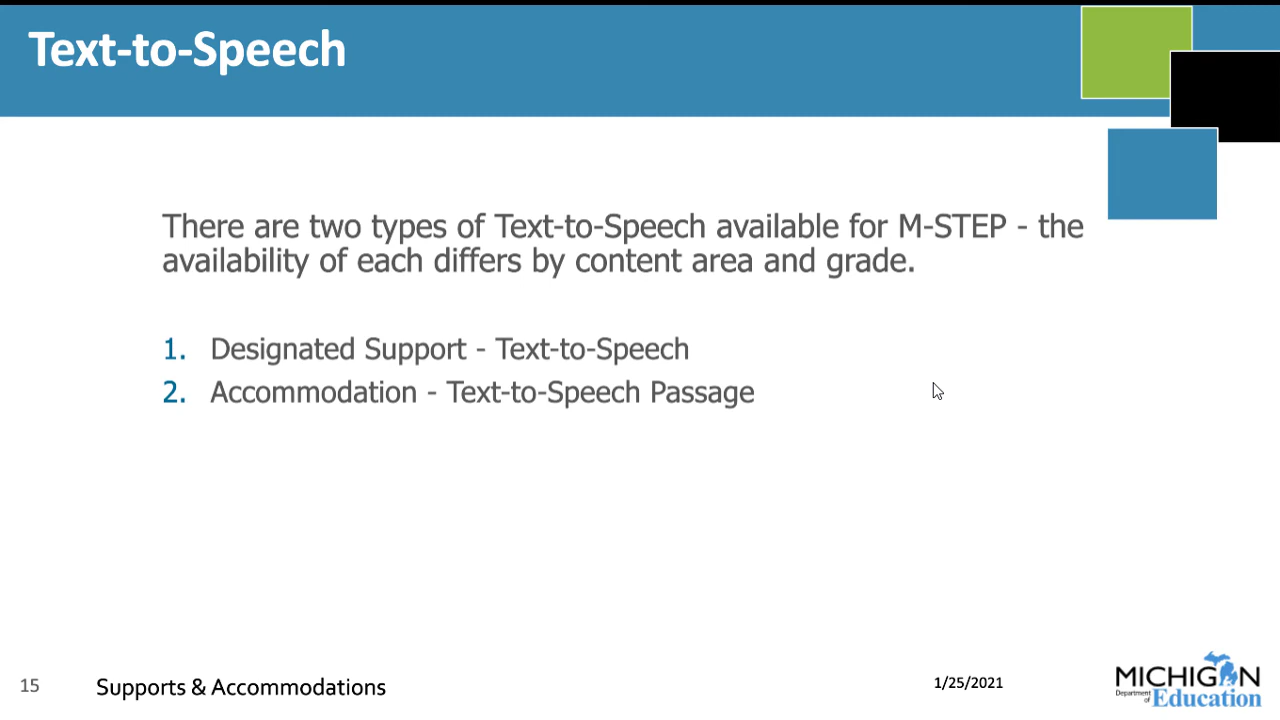 Text-to-Speech
There are two types of Text-to-Speech available for M-STEP - the
availability of each differs by content area and grade.
1. Designated Support - Text-to-Speech
2. Accommodation - Text-to-Speech Passage
15
Supports & Accommodations
1/25/2021
MICHIGAN
Department of Education